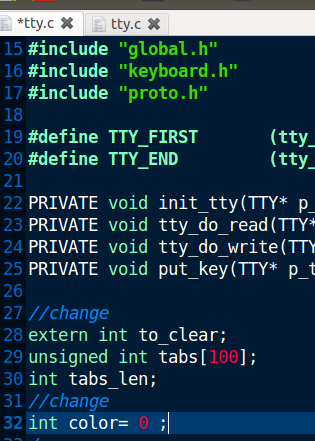 *tty.c ✖ tty.c ✖
15 #include "global.h"
16 #include "keyboard.h"
17 #include "proto.h"
18
19 #define TTY_FIRST (tty_
20 #define TTY_END (tty_
21
22 PRIVATE void init_tty(TTY* p_
23 PRIVATE void tty_do_read(TTY*
24 PRIVATE void tty_do_write(TTY
25 PRIVATE void put_key(TTY* p_t
26
27 //change
28 extern int to_clear;
29 unsigned int tabs[100];
30 int tabs_len;
31 //change
32 int color= 0 ;